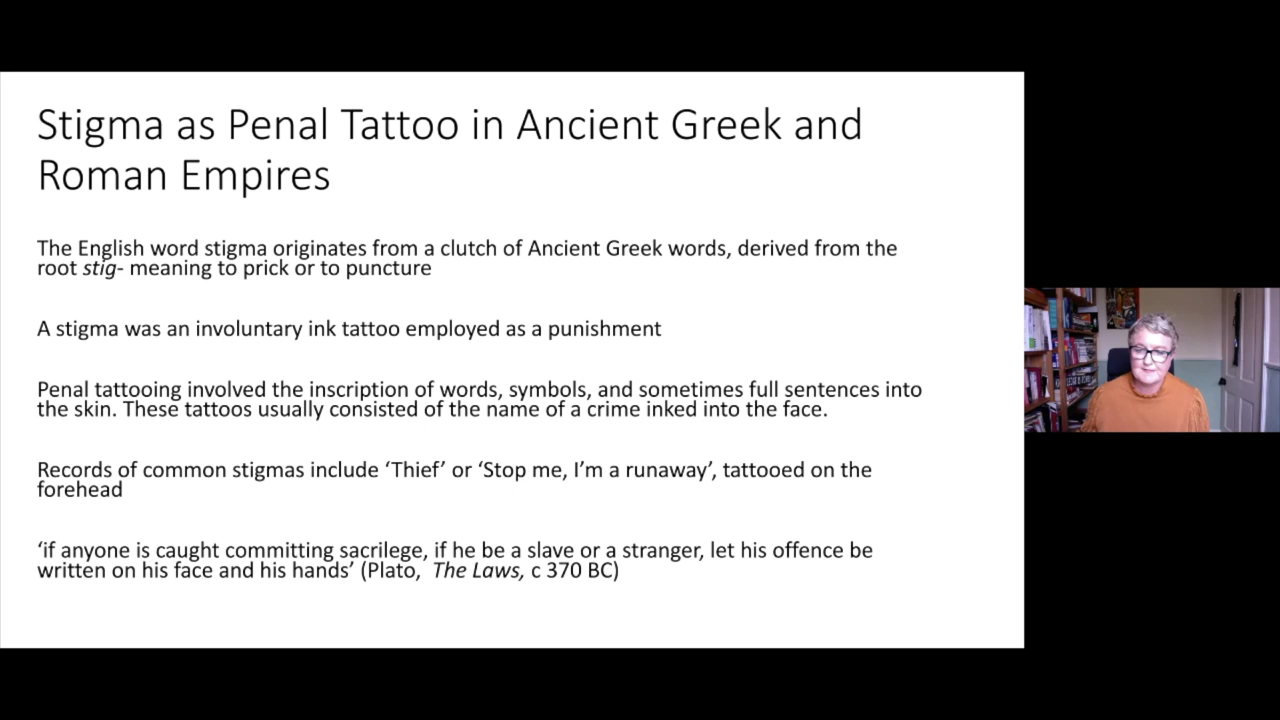 Stigma as Penal Tattoo in Ancient Greek and
Roman Empires
The English word stigma originates from a clutch of Ancient Greek words, derived from the
root stig- meaning to prick or to puncture
A stigma was an involuntary ink tattoo employed as a punishment
Penal tattooing involved the inscription of words, symbols, and sometimes full sentences into
the skin. These tattoos usually consisted of the name of a crime inked into the face.
Records of common stigmas include ‘Thief’ or ‘Stop me, I’m a runaway’, tattooed on the
forehead
‘if anyone is caught committing sacrilege, if he be a slave or a stranger, let his offence be
written on his face and his hands’ (Plato, The Laws, c 370 BC)